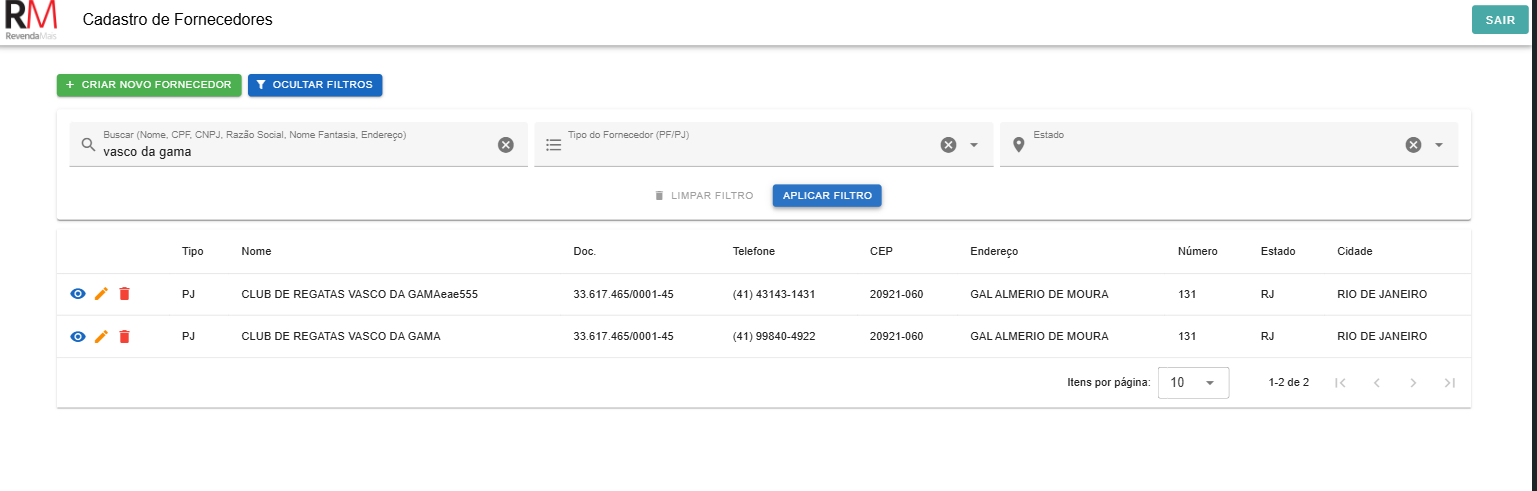 RM
RevendaMais
Cadastro de Fornecedores
SAIR
+ CRIAR NOVO FORNECEDOR
OCULTAR FILTROS
Buscar (Nome, CPF, CNPJ, Razão Social, Nome Fantasia, Endereço)
vasco da gama
Tipo do Fornecedor (PF/PJ)
Estado
LIMPAR FILTRO
APLICAR FILTRO
Tipo Nome Doc. Telefone CEP Endereço Número Estado Cidade
PJ CLUB DE REGATAS VASCO DA GAMAeae555 33.617.465/0001-45 (41) 43143-1431 20921-060 GAL ALMERIO DE MOURA 131 RJ RIO DE JANEIRO
PJ CLUB DE REGATAS VASCO DA GAMA 33.617.465/0001-45 (41) 99840-4922 20921-060 GAL ALMERIO DE MOURA 131 RJ RIO DE JANEIRO
Itens por página: 10 1-2 de 2